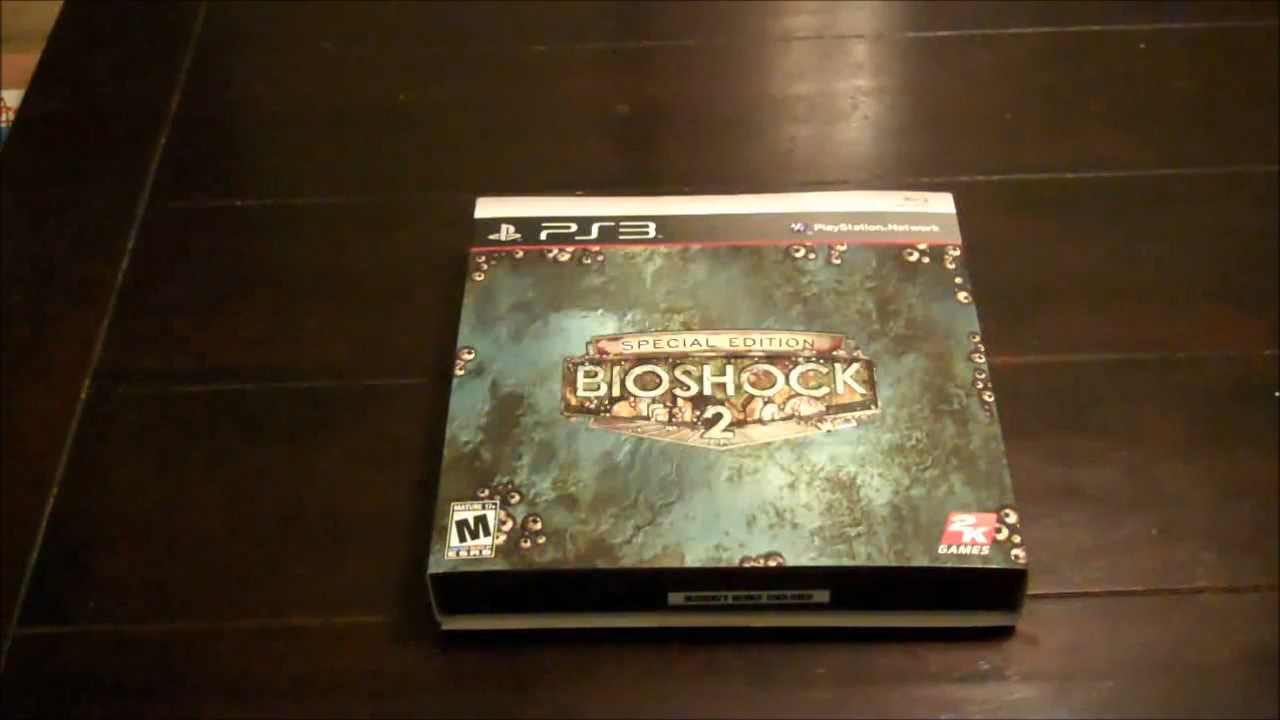 PS3
PlayStation.Network
SPECIAL EDITION
BIOSHOCK
2
MATURE 17+
M
ESRB
2K
GAMES